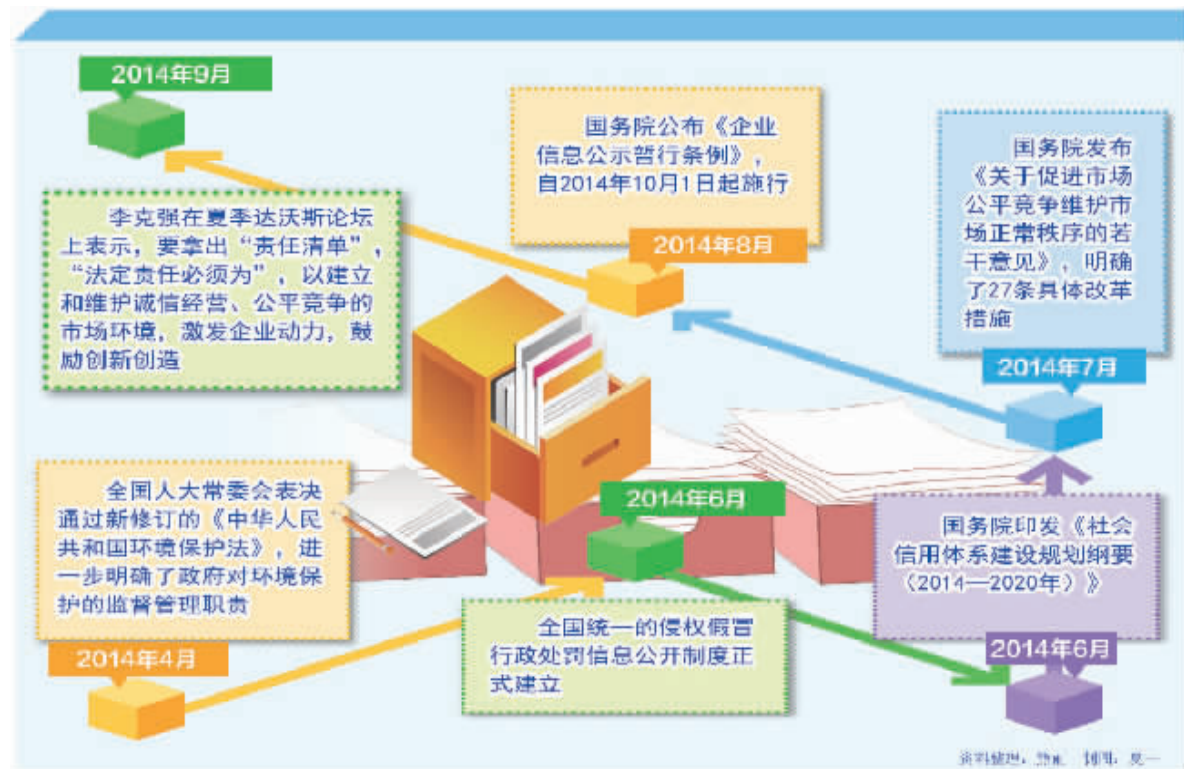 2014年9月
李克强在夏季达沃斯论坛
上表示，要拿出“责任清单”，
“法定责任必须为”，以建立
和维护诚信经营、公平竞争的
市场环境，激发企业动力，鼓
励创新创造
国务院公布《企业
信息公示暂行条例》，
自2014年10月1日起施行
2014年8月
国务院发布
《关于促进市场
公平竞争维护市
场正常秩序的若
干意见》，明确
了27条具体改革
措施
2014年7月
全国人大常委会表决
通过新修订的《中华人民
共和国环境保护法》，进
一步明确了政府对环境保
护的监督管理职责
2014年4月
2014年6月
全国统一的侵权假冒
行政处罚信息公开制度正
式建立
国务院印发《社会
信用体系建设规划纲要
（2014—2020年）》
2014年6月
资料整理：